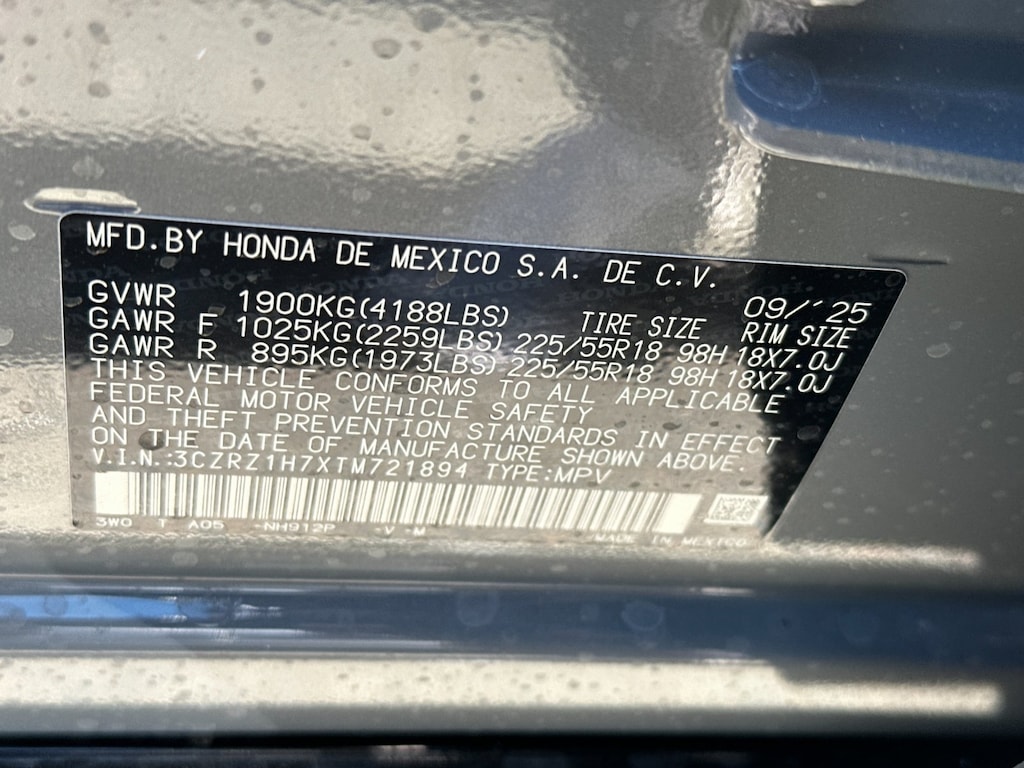 MFD. BY HONDA DE MEXICO S.A. DE C.V.
GVWR 1900KG(4188LBS) 09/'25
TIRE SIZE RIM SIZE
GAWR F 1025KG(2259LBS) 225/55R18 98H 18X7.0J
GAWR R 895KG(1973LBS) 225/55R18 98H 18X7.0J
THIS VEHICLE CONFORMS TO ALL APPLICABLE
FEDERAL MOTOR VEHICLE SAFETY
AND THEFT PREVENTION STANDARDS IN EFFECT
ON THE DATE OF MANUFACTURE SHOWN ABOVE.
V.I.N.:3CZRZ1H7XTM721894 TYPE:MPV
3W0 T A05 -NH912P -V -M
MADE IN MEXICO